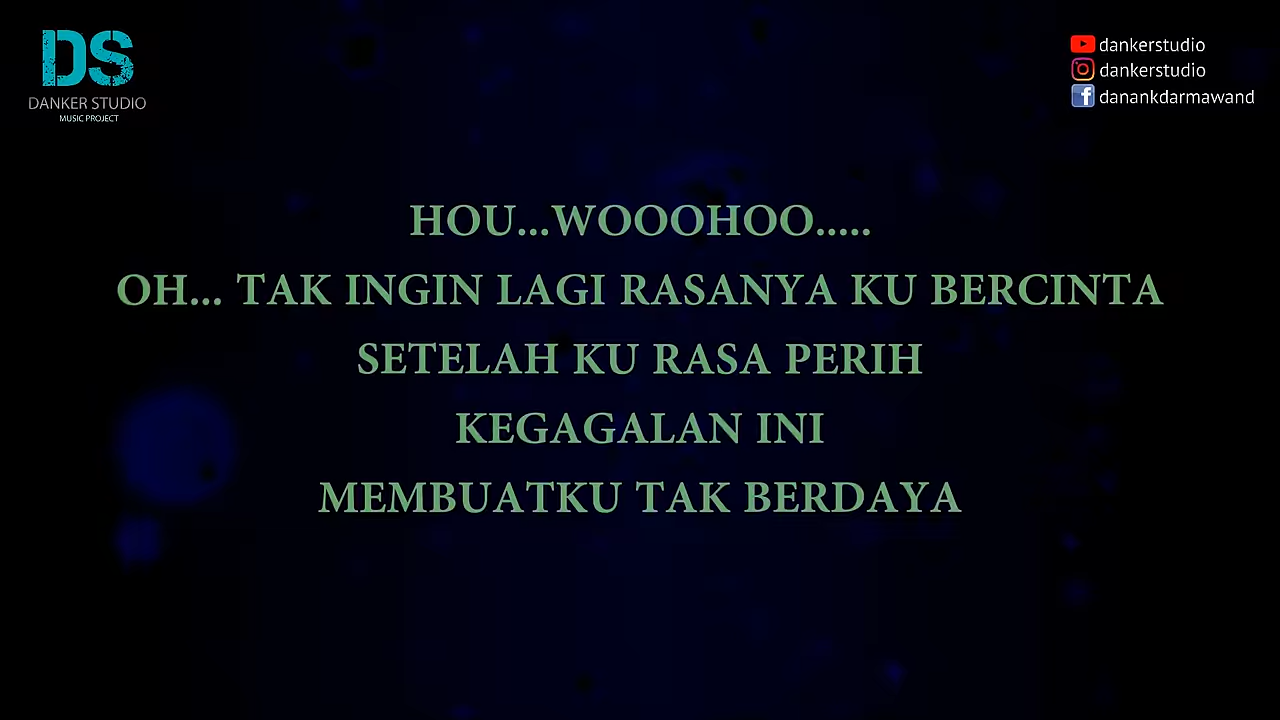 DS
DANKER STUDIO
MUSIC PROJECT
dankerstudio
dankerstudio
danankdarmawand
HOU...WOOOHOO.....
OH... TAK INGIN LAGI RASANYA KU BERCINTA
SETELAH KU RASA PERIH
KEGAGALAN INI
MEMBUATKU TAK BERDAYA